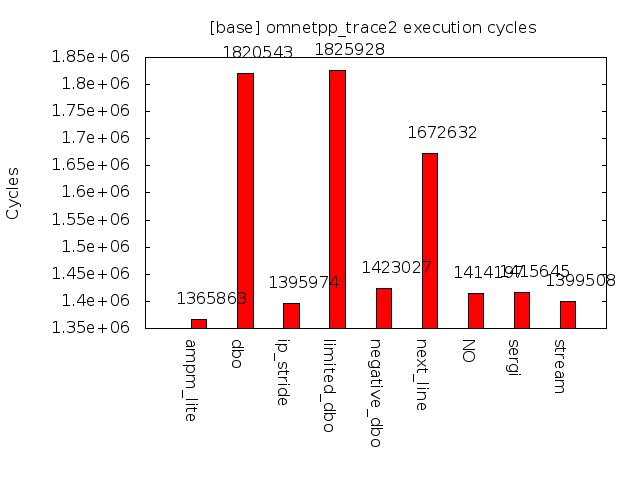 [base] omnetpp_trace2 execution cycles
Cycles
1.85e+06
1.8e+06
1.75e+06
1.7e+06
1.65e+06
1.6e+06
1.55e+06
1.5e+06
1.45e+06
1.4e+06
1.35e+06
1365863
1820543
1395974
1825928
1423027
1672632
1414197
1415645
1399508
ampm_lite
dbo
ip_stride
limited_dbo
negative_dbo
next_line
NO
sergi
stream